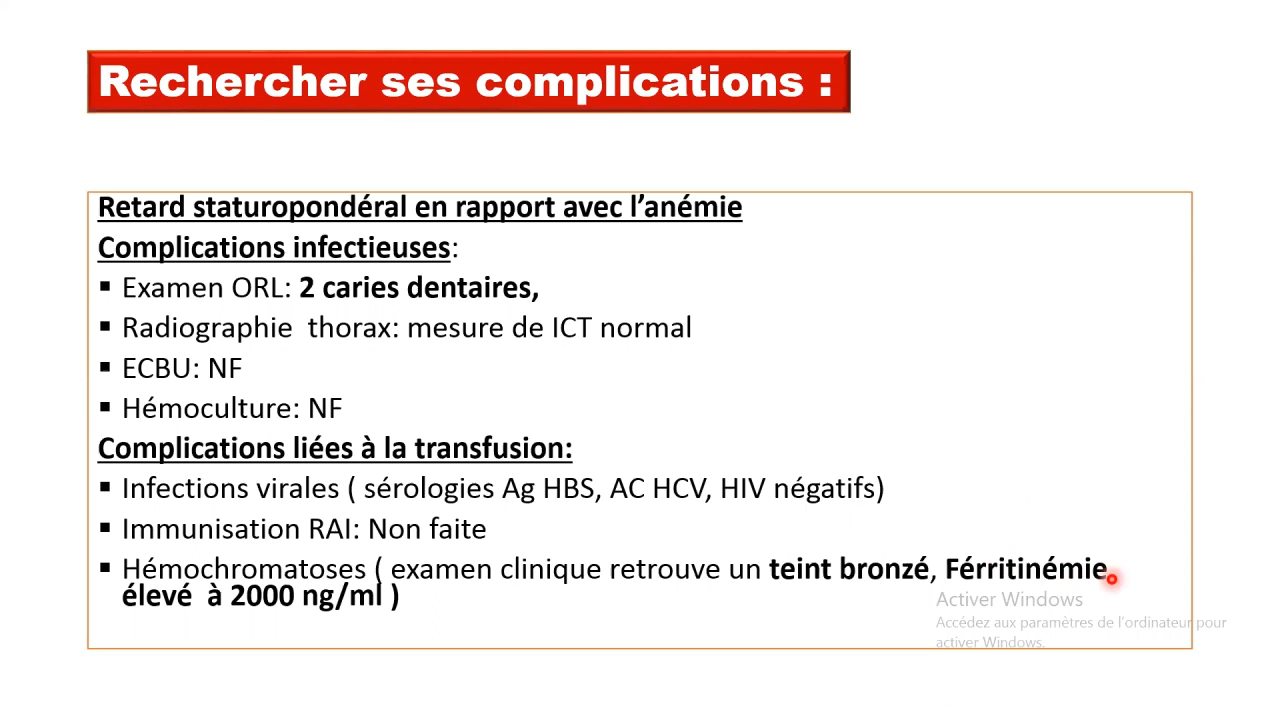 Rechercher ses complications :
Retard staturopondéral en rapport avec l’anémie
Complications infectieuses:
▪ Examen ORL: 2 caries dentaires,
▪ Radiographie thorax: mesure de ICT normal
▪ ECBU: NF
▪ Hémoculture: NF
Complications liées à la transfusion:
▪ Infections virales ( sérologies Ag HBS, AC HCV, HIV négatifs)
▪ Immunisation RAI: Non faite
▪ Hémochromatoses ( examen clinique retrouve un teint bronzé, Férritinémie
élevé à 2000 ng/ml )
Activer Windows
Accédez aux paramètres de l'ordinateur pour
activer Windows.